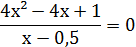 (4x² − 4x + 1)/(x − 0,5) = 0